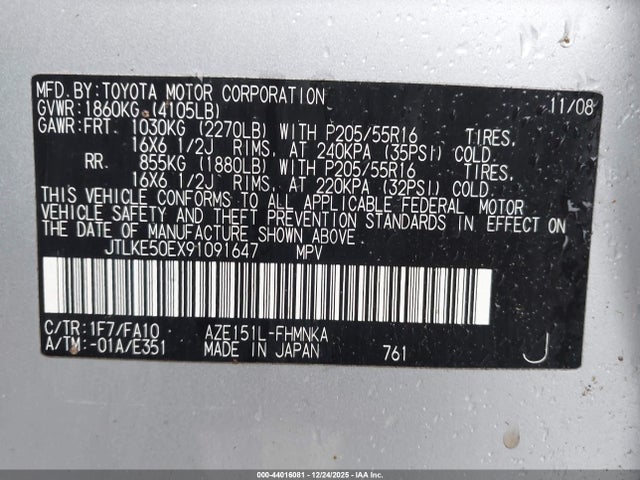 MFD.BY:TOYOTA MOTOR CORPORATION 11/08
GVWR:1860KG (4105LB)
GAWR:FRT. 1030KG (2270LB) WITH P205/55R16 TIRES,
16X6 1/2J RIMS, AT 240KPA (35PSI) COLD.
RR. 855KG (1880LB) WITH P205/55R16 TIRES,
16X6 1/2J RIMS, AT 220KPA (32PSI) COLD.
THIS VEHICLE CONFORMS TO ALL APPLICABLE FEDERAL MOTOR
VEHICLE SAFETY AND THEFT PREVENTION STANDARDS IN EFFECT ON
THE DATE OF MANUFACTURE SHOWN ABOVE.
JTLKE50EX91091647 MPV
C/TR:1F7/FA10 AZE151L-FHMNKA
A/TM:-01A/E351 MADE IN JAPAN 761 J
000-44016081 - 12/24/2025 - IAA Inc.